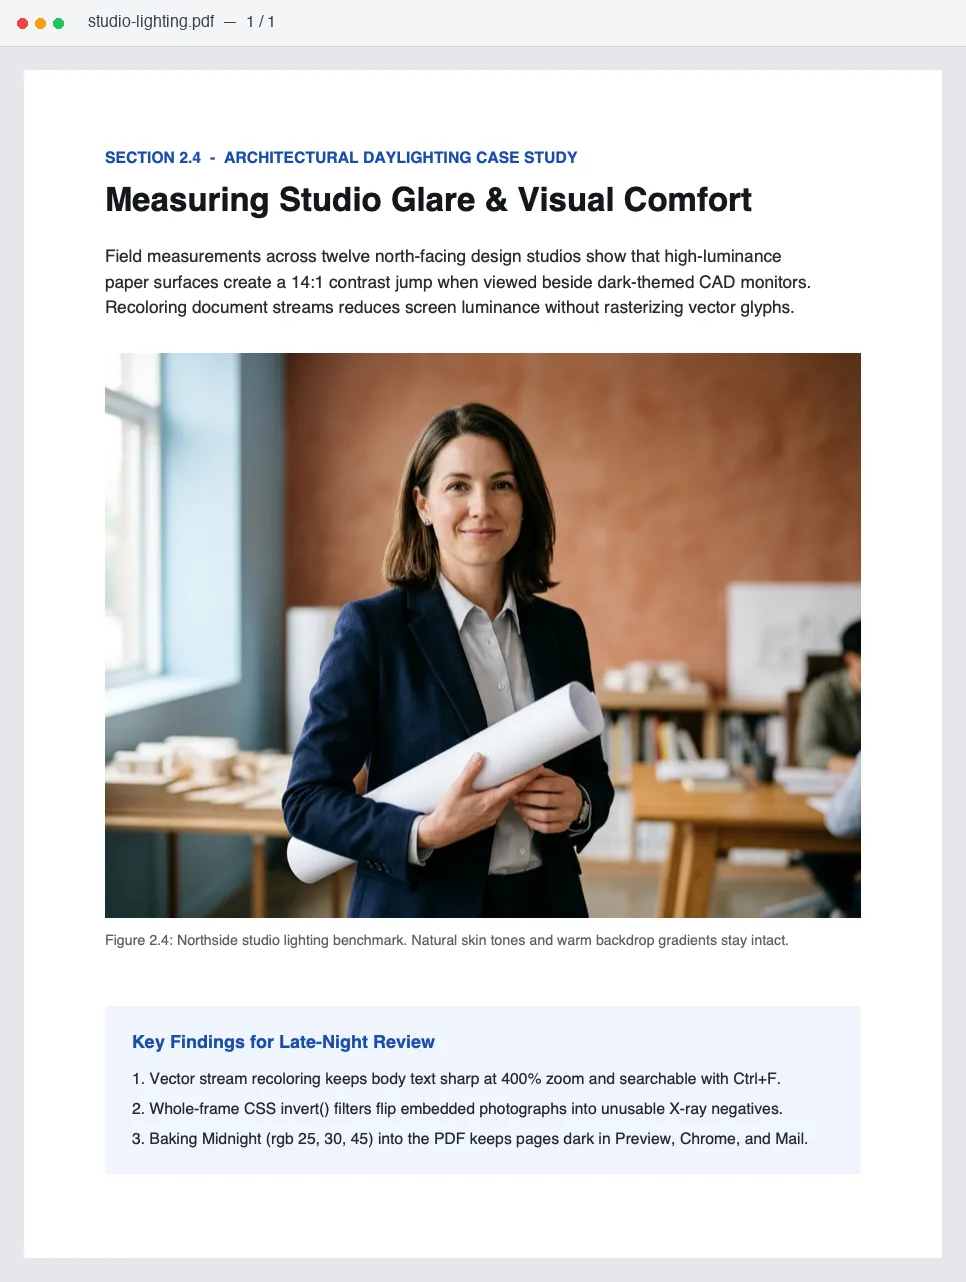 studio-lighting.pdf — 1 / 1
SECTION 2.4 - ARCHITECTURAL DAYLIGHTING CASE STUDY
Measuring Studio Glare & Visual Comfort
Field measurements across twelve north-facing design studios show that high-luminance
paper surfaces create a 14:1 contrast jump when viewed beside dark-themed CAD monitors.
Recoloring document streams reduces screen luminance without rasterizing vector glyphs.
Figure 2.4: Northside studio lighting benchmark. Natural skin tones and warm backdrop gradients stay intact.
Key Findings for Late-Night Review
1. Vector stream recoloring keeps body text sharp at 400% zoom and searchable with Ctrl+F.
2. Whole-frame CSS invert() filters flip embedded photographs into unusable X-ray negatives.
3. Baking Midnight (rgb 25, 30, 45) into the PDF keeps pages dark in Preview, Chrome, and Mail.